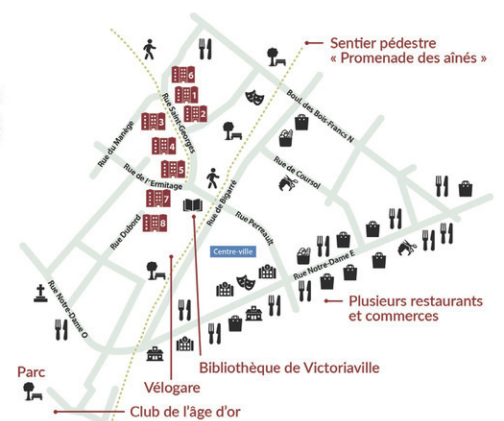 Sentier pédestre
« Promenade des aînés »
6
1
2
3
4
5
7
8
Rue Saint-Georges
Boul. des Bois-Francs N
Rue du Manège
Rue de l'Ermitage
Rue de Bigarré
Rue de Coursol
Rue Perreault
Rue Dubord
Centre-ville
Rue Notre-Dame E
Rue Notre-Dame O
Plusieurs restaurants
et commerces
Bibliothèque de Victoriaville
Parc
Vélogare
Club de l'âge d'or